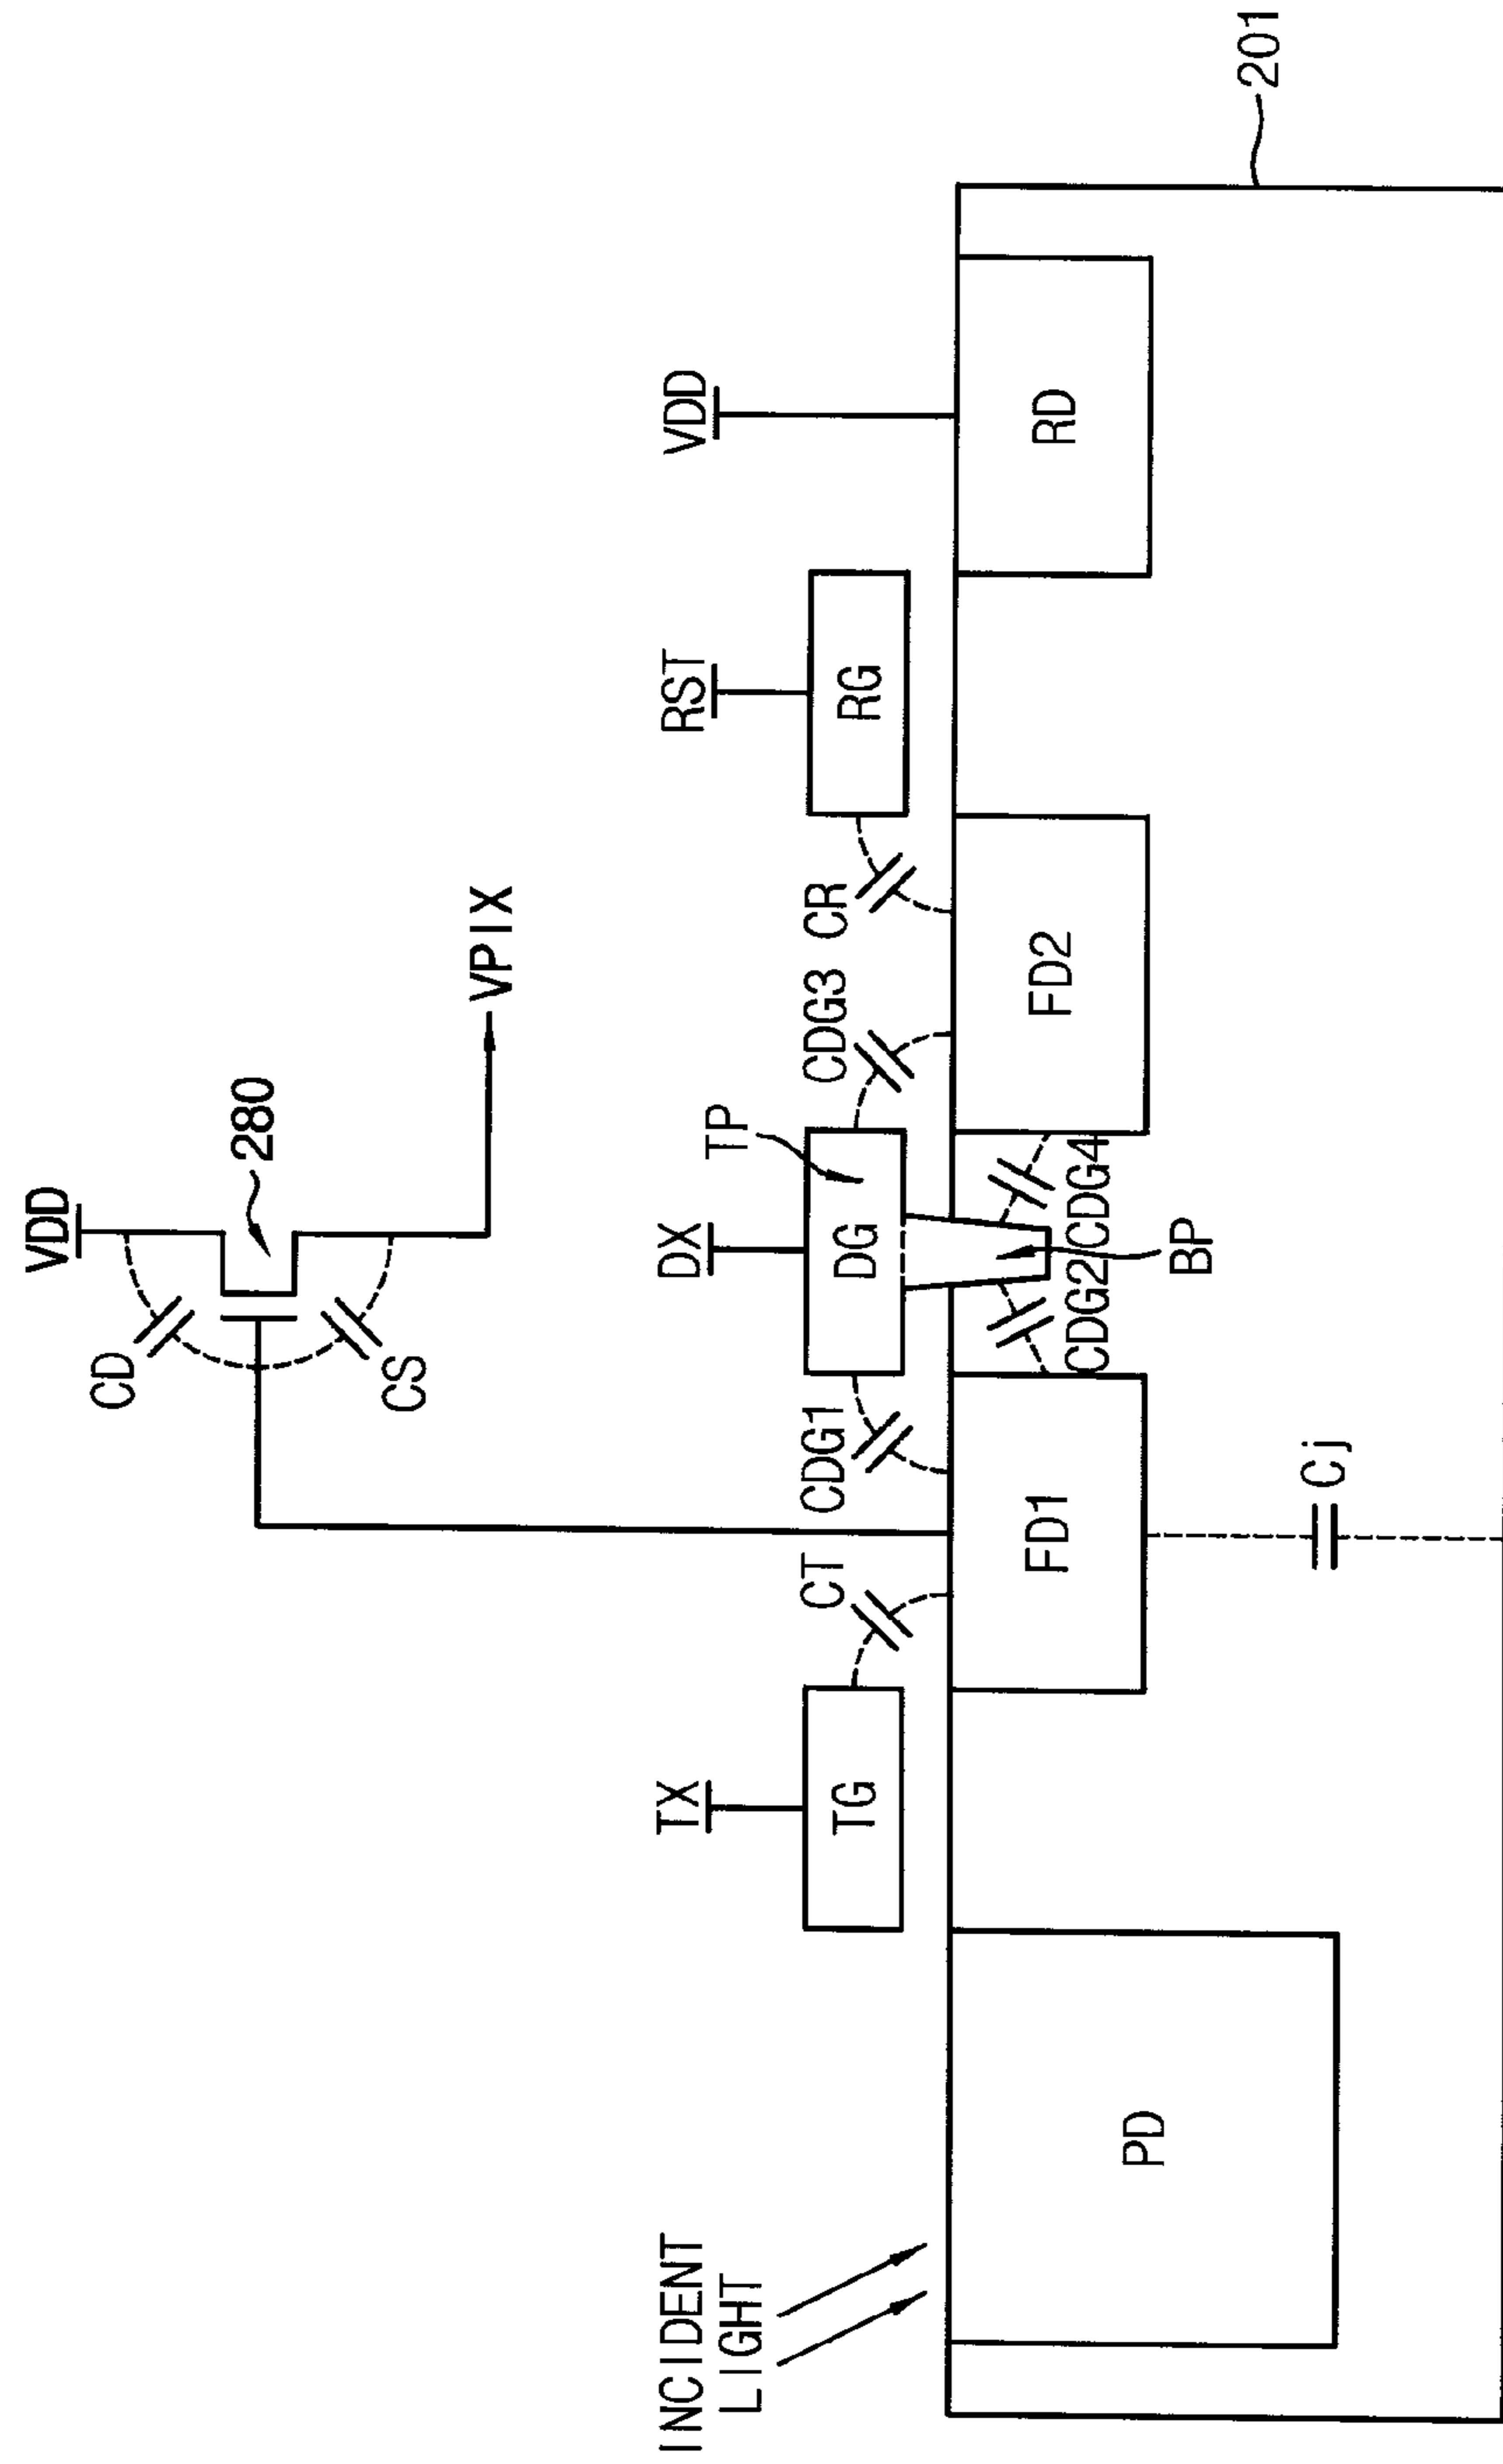 VDD
280
CD
CS
VPIX
INCIDENT
LIGHT
TX
DX
TP
RST
VDD
TG
CT
CDG1
DG
CDG3
CR
RG
PD
FD1
CDG2
CDG4
FD2
RD
BP
Cj
201